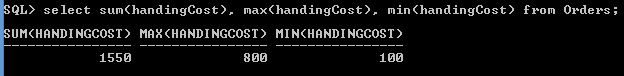 SQL> select sum(handingCost), max(handingCost), min(handingCost) from Orders;
SUM(HANDINGCOST) MAX(HANDINGCOST) MIN(HANDINGCOST)
---------------- ---------------- ----------------
1550 800 100